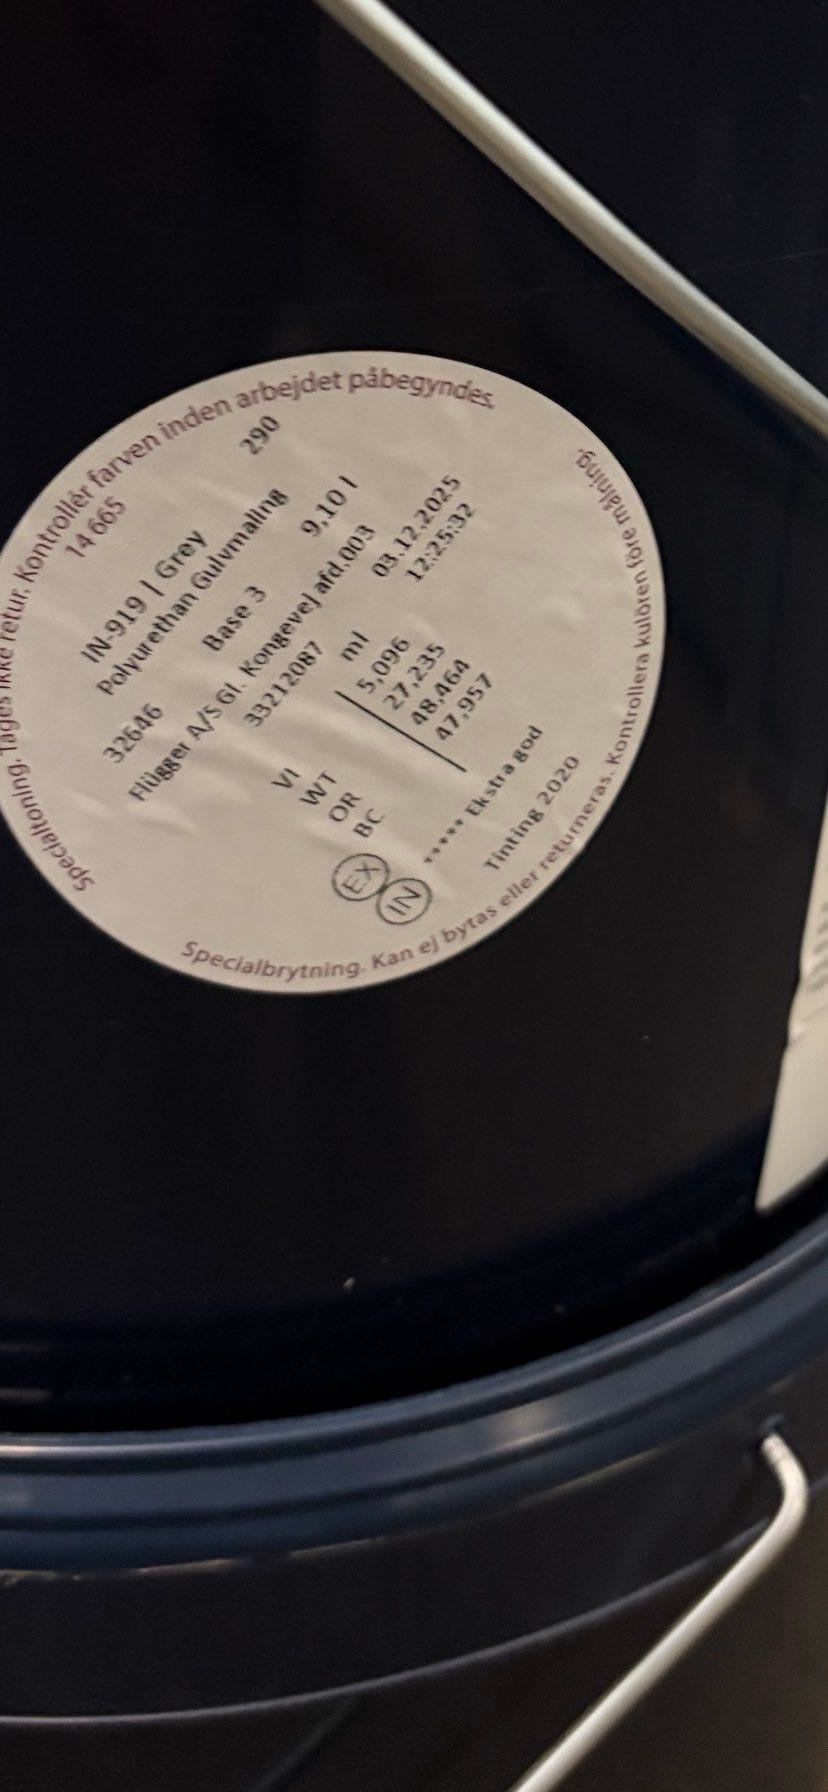 Specialtoning. Tages ikke retur. Kontrollér farven inden arbejdet påbegyndes.
14 665 290
IN-919 | Grey
Polyurethan Gulvmaling
Base 3 9,10 l
32646
Flügger A/S Gl. Kongevej afd.003
33212087 03.12.2025
12:25:32
ml
VI 5,096
WT 27,235
OR 48,464
BC 47,957
EX
IN
***** Ekstra god
Tinting 2020
Specialbrytning. Kan ej bytas eller returneras. Kontrollera kulören före målning.